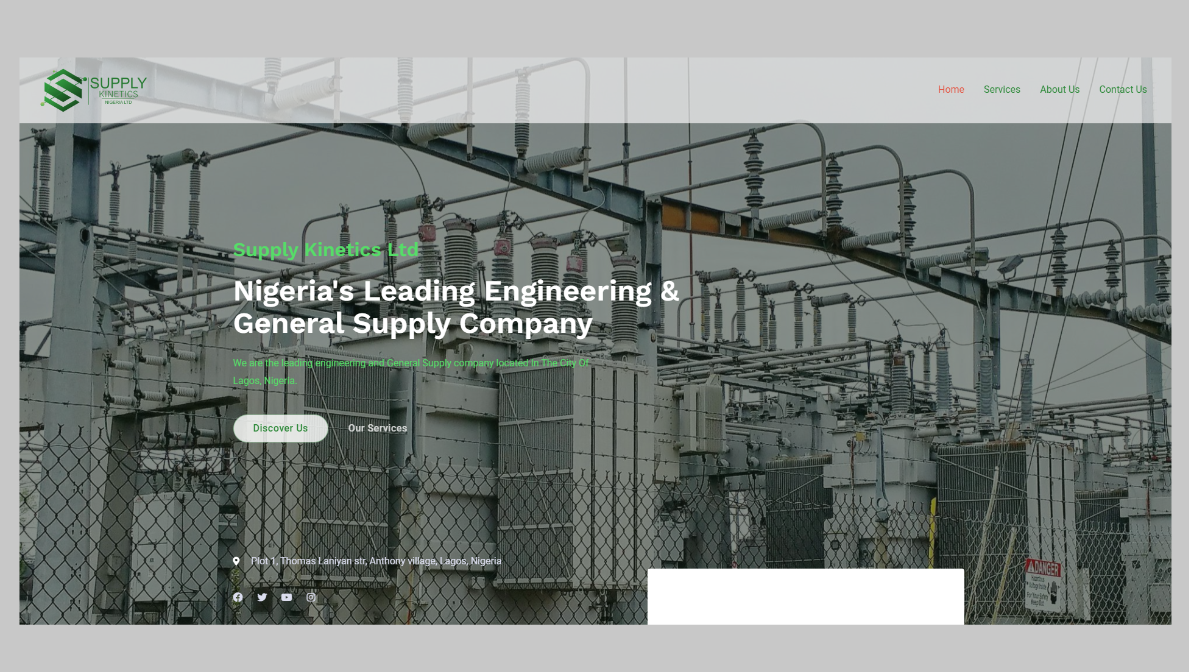 SUPPLY
KINETICS
NIGERIA LTD
Home Services About Us Contact Us
Supply Kinetics Ltd
Nigeria's Leading Engineering &
General Supply Company
We are the leading engineering and General Supply company located In The City Of
Lagos, Nigeria.
Discover Us Our Services
Plot 1, Thomas Laniyan str, Anthony village, Lagos, Nigeria
DANGER